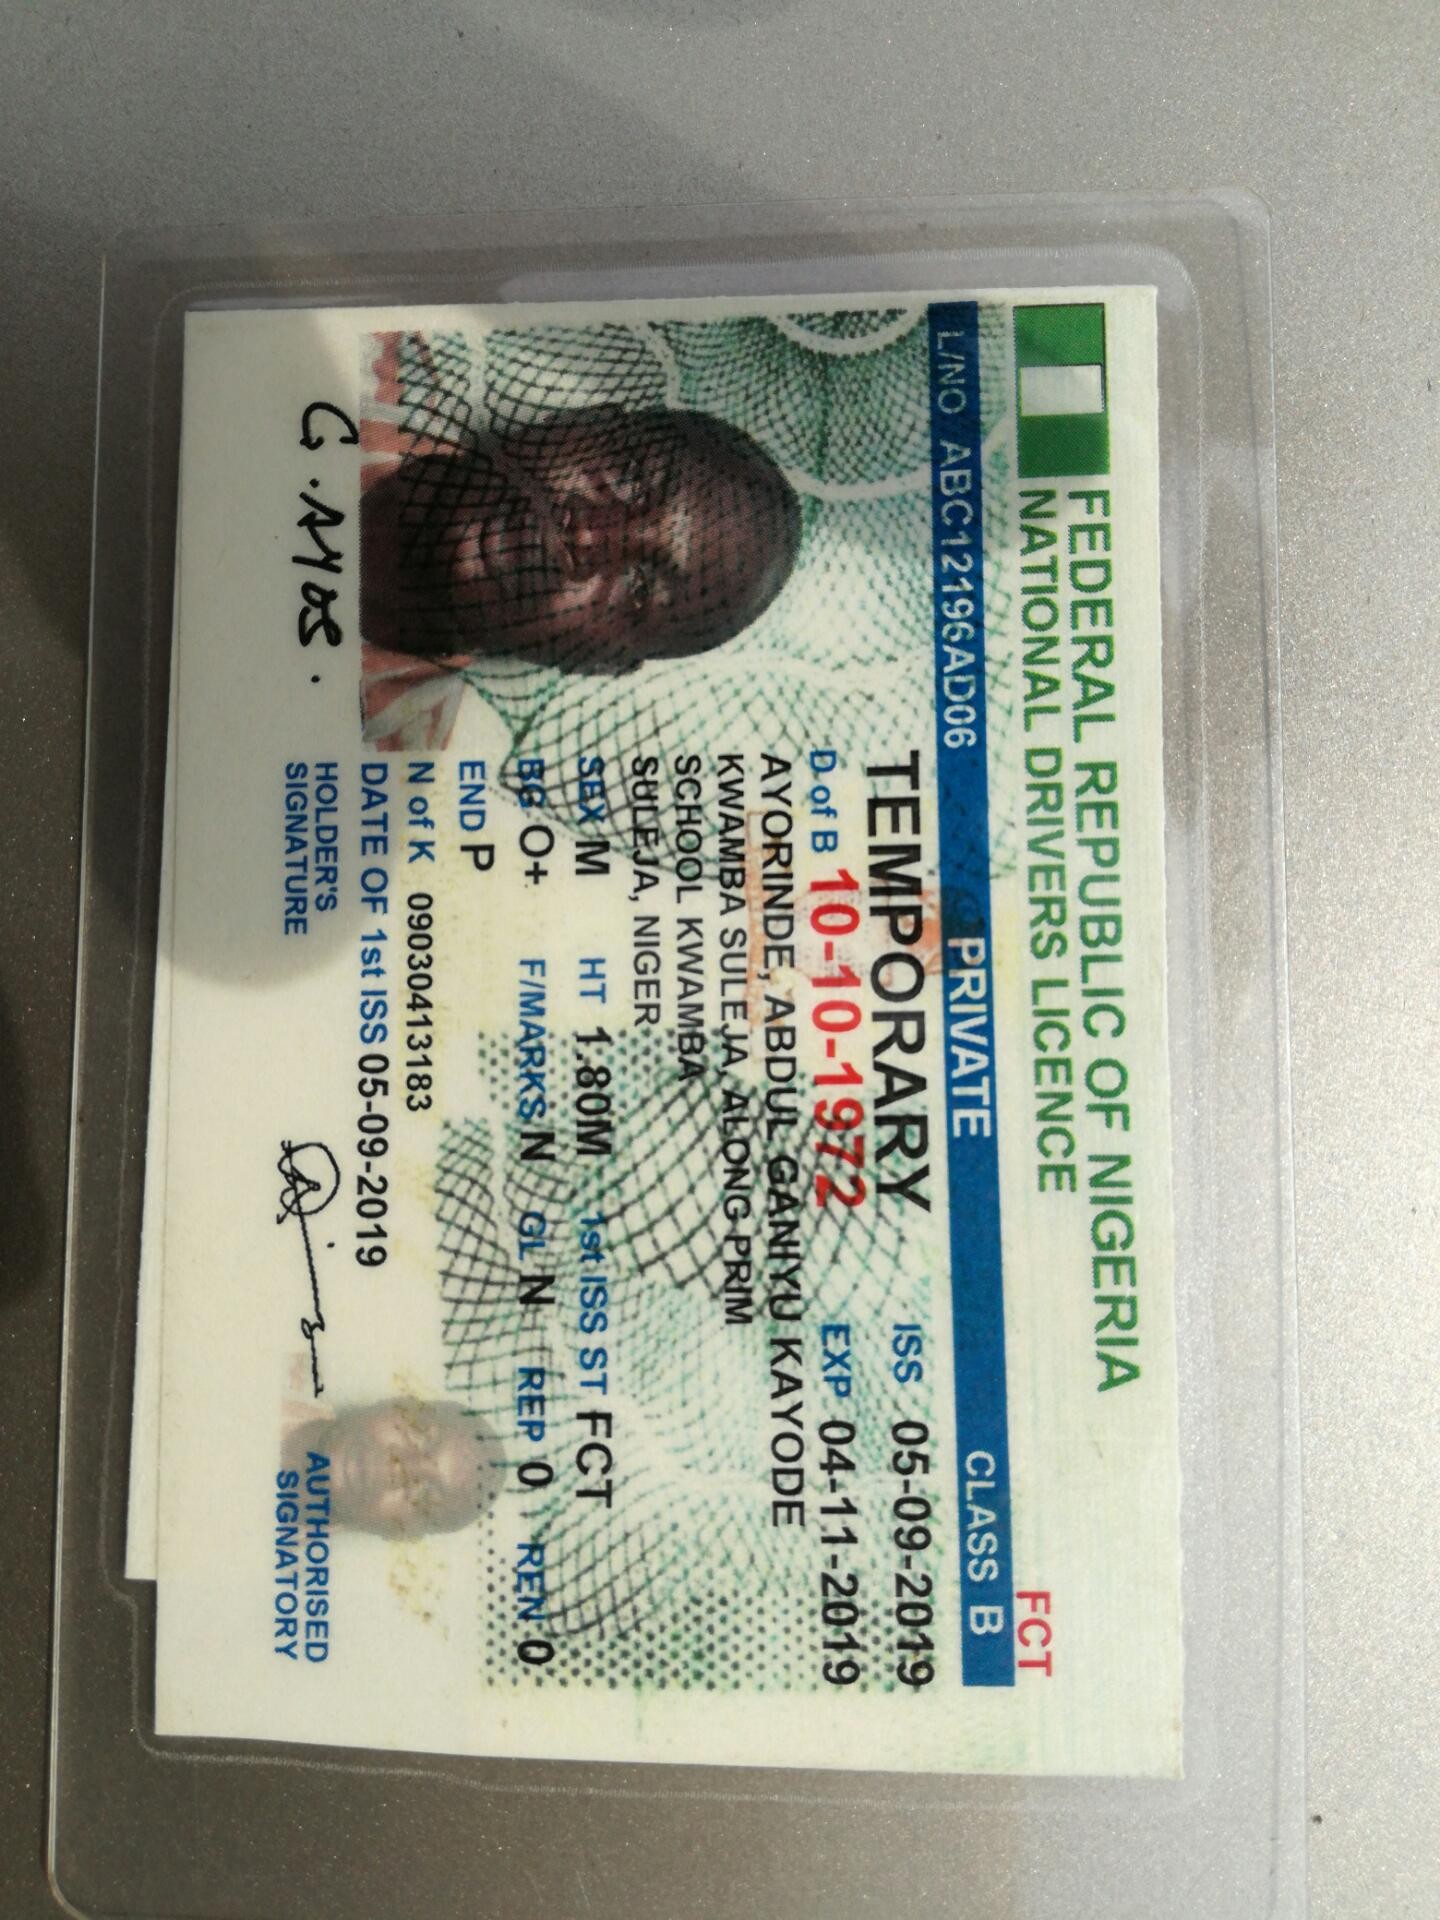 FEDERAL REPUBLIC OF NIGERIA
NATIONAL DRIVERS LICENCE
FCT
L/NO ABC12196AD06 PRIVATE CLASS B
TEMPORARY
ISS 05-09-2019
D of B 10-10-1972 EXP 04-11-2019
AYORINDE, ABDUL GANIYU KAYODE
KWAMBA SULEJA, ALONG PRIM
SCHOOL KWAMBA
SULEJA, NIGER
SEX M HT 1.80M 1st ISS ST FCT
BG O+ F/MARKS N GL N REP 0 REN 0
END P
N of K 09030413183
DATE OF 1st ISS 05-09-2019
HOLDER'S
SIGNATURE
AUTHORISED
SIGNATORY